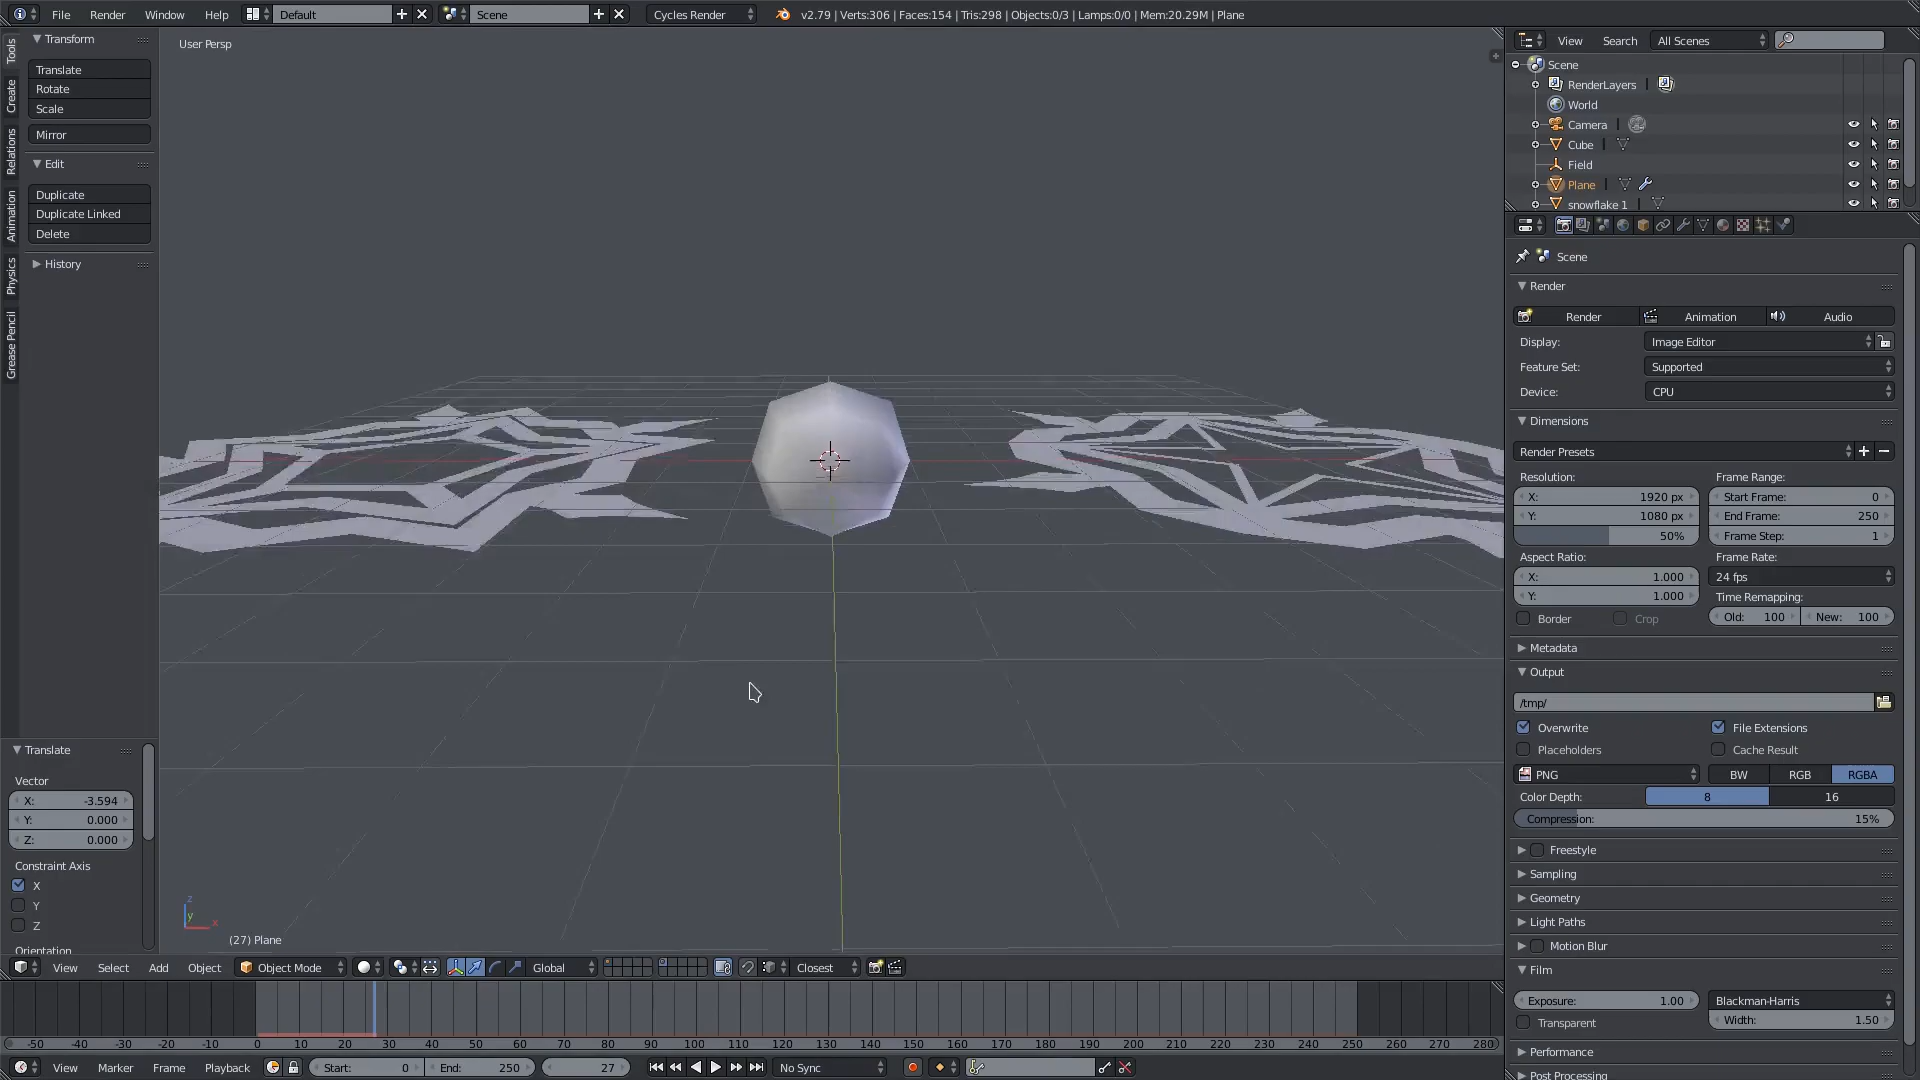 File Render Window Help Default Scene Cycles Render v2.79 | Verts:306 | Faces:154 | Tris:298 | Objects:0/3 | Lamps:0/0 | Mem:20.29M | Plane
Tools
Create
Relations
Animation
Physics
Grease Pencil
Transform
Translate
Rotate
Scale
Mirror
Edit
Duplicate
Duplicate Linked
Delete
History
Translate
Vector
X: -3.594
Y: 0.000
Z: 0.000
Constraint Axis
X
Y
Z
Orientation
User Persp
z
y
x
(27) Plane
View Select Add Object Object Mode Global Closest
-50 -40 -30 -20 -10 0 10 20 30 40 50 60 70 80 90 100 110 120 130 140 150 160 170 180 190 200 210 220 230 240 250 260 270 280
View Marker Frame Playback Start: 0 End: 250 27 No Sync
View Search All Scenes
Scene
RenderLayers
World
Camera
Cube
Field
Plane
snowflake 1
Scene
Render
Render Animation Audio
Display: Image Editor
Feature Set: Supported
Device: CPU
Dimensions
Render Presets
Resolution: Frame Range:
X: 1920 px Start Frame: 0
Y: 1080 px End Frame: 250
50% Frame Step: 1
Aspect Ratio: Frame Rate:
X: 1.000 24 fps
Y: 1.000 Time Remapping:
Border Crop Old: 100 New: 100
Metadata
Output
/tmp/
Overwrite File Extensions
Placeholders Cache Result
PNG BW RGB RGBA
Color Depth: 8 16
Compression: 15%
Freestyle
Sampling
Geometry
Light Paths
Motion Blur
Film
Exposure: 1.00 Blackman-Harris
Transparent Width: 1.50
Performance
Post Processing